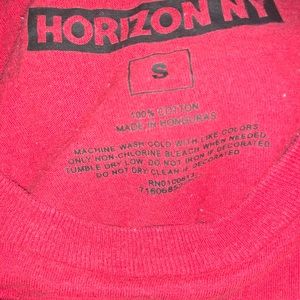 HORIZON NY
S
100% COTTON
MADE IN HONDURAS
MACHINE WASH COLD WITH LIKE COLORS
ONLY NON-CHLORINE BLEACH WHEN NEEDED
TUMBLE DRY LOW. DO NOT IRON IF DECORATED
DO NOT DRY CLEAN IF DECORATED